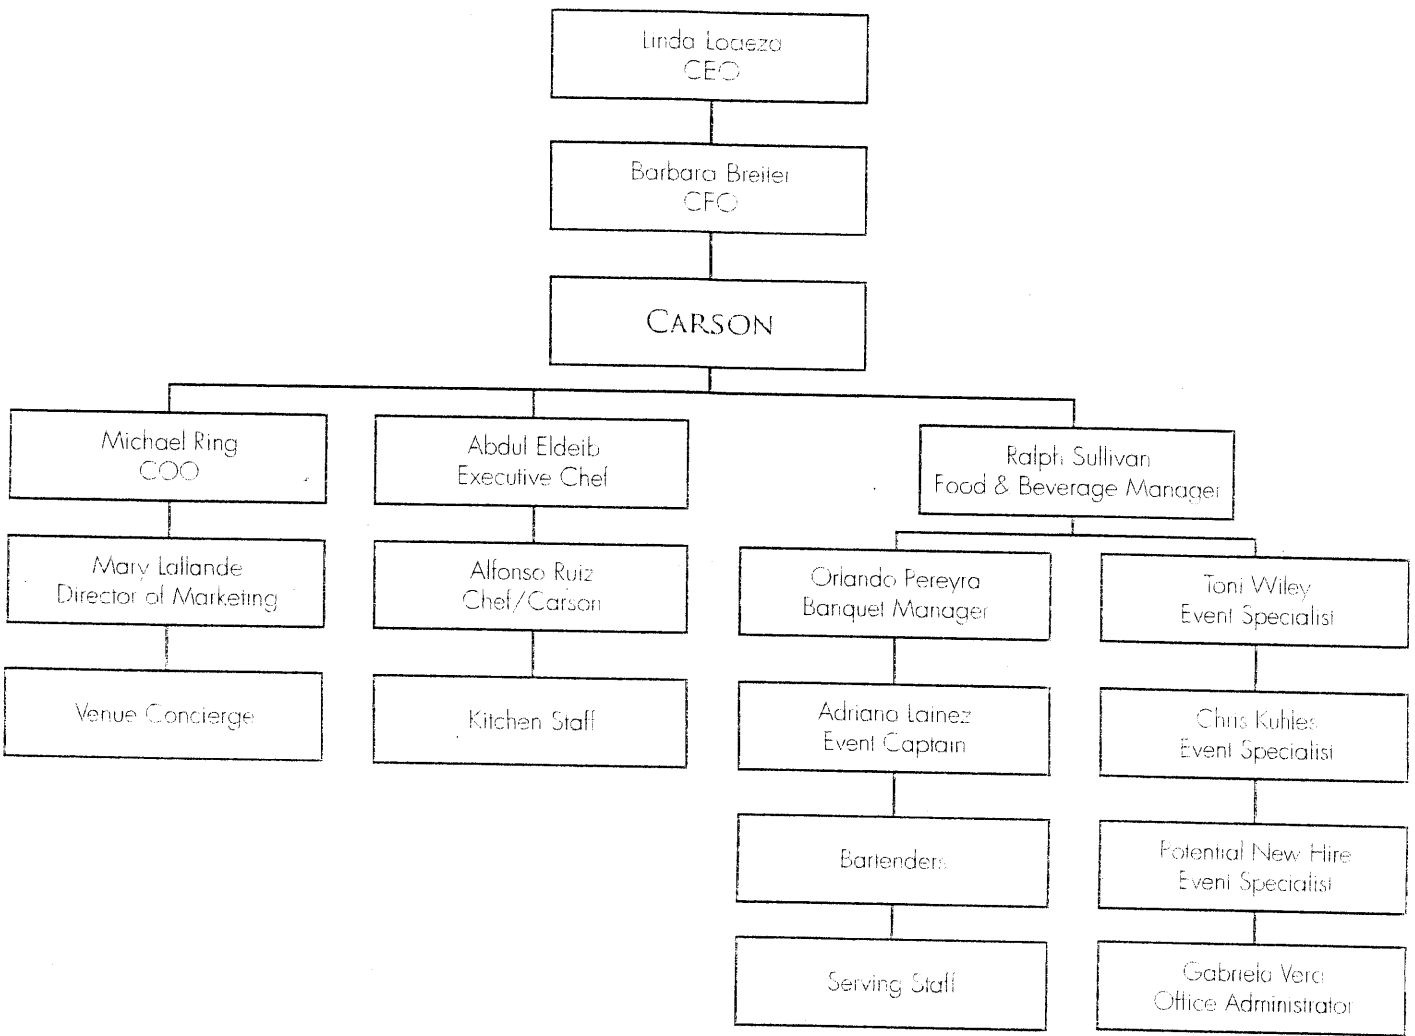 Linda Loaeza
CEO
Barbara Breiter
CFO
CARSON
Michael Ring
COO
Abdul Eldeib
Executive Chef
Ralph Sullivan
Food & Beverage Manager
Mary Laliande
Director of Marketing
Alfonso Ruiz
Chef/Carson
Orlando Pereyra
Banquet Manager
Toni Wiley
Event Specialist
Venue Concierge
Kitchen Staff
Adriana Lainez
Event Captain
Chris Kuhles
Event Specialist
Bartenders
Potential New Hire
Event Specialist
Serving Staff
Gabriela Vera
Office Administrator